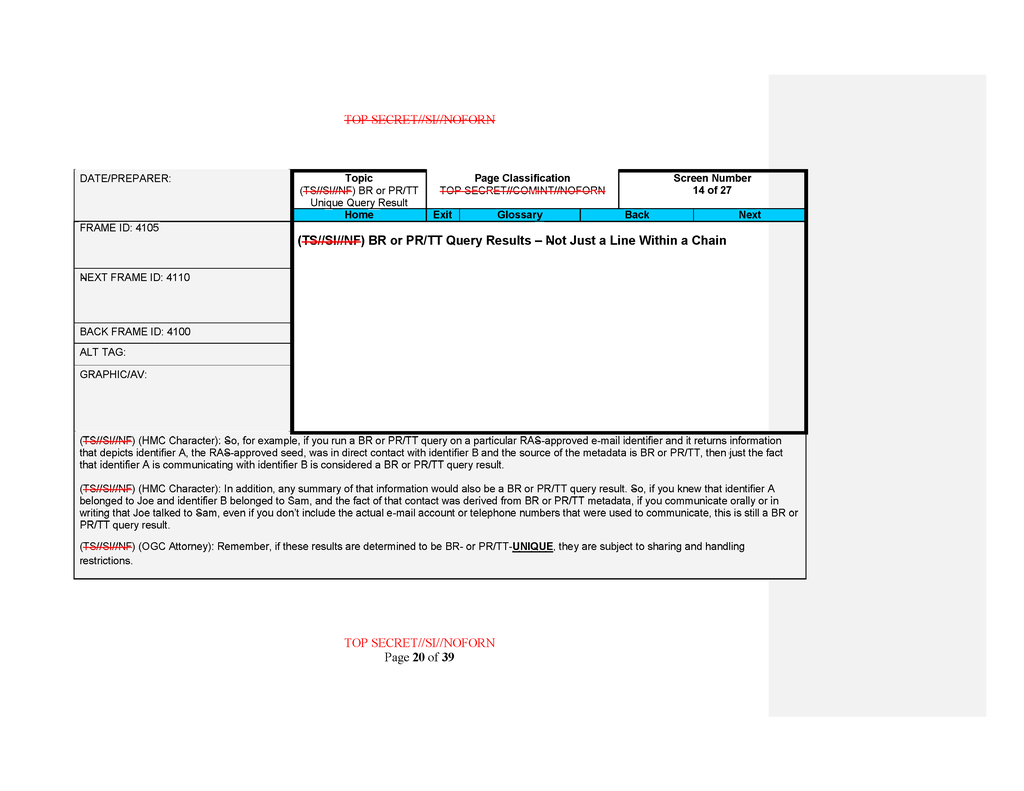 TOP SECRET//SI//NOFORN
DATE/PREPARER:
Topic
(TS//SI//NF) BR or PR/TT
Unique Query Result
Page Classification
TOP SECRET//COMINT//NOFORN
Screen Number
14 of 27
Home Exit Glossary Back Next
FRAME ID: 4105
(TS//SI//NF) BR or PR/TT Query Results – Not Just a Line Within a Chain
NEXT FRAME ID: 4110
BACK FRAME ID: 4100
ALT TAG:
GRAPHIC/AV:
(TS//SI//NF) (HMC Character): So, for example, if you run a BR or PR/TT query on a particular RAS-approved e-mail identifier and it returns information
that depicts identifier A, the RAS-approved seed, was in direct contact with identifier B and the source of the metadata is BR or PR/TT, then just the fact
that identifier A is communicating with identifier B is considered a BR or PR/TT query result.
(TS//SI//NF) (HMC Character): In addition, any summary of that information would also be a BR or PR/TT query result. So, if you knew that identifier A
belonged to Joe and identifier B belonged to Sam, and the fact of that contact was derived from BR or PR/TT metadata, if you communicate orally or in
writing that Joe talked to Sam, even if you don't include the actual e-mail account or telephone numbers that were used to communicate, this is still a BR or
PR/TT query result.
(TS//SI//NF) (OGC Attorney): Remember, if these results are determined to be BR- or PR/TT-UNIQUE, they are subject to sharing and handling
restrictions.
TOP SECRET//SI//NOFORN
Page 20 of 39